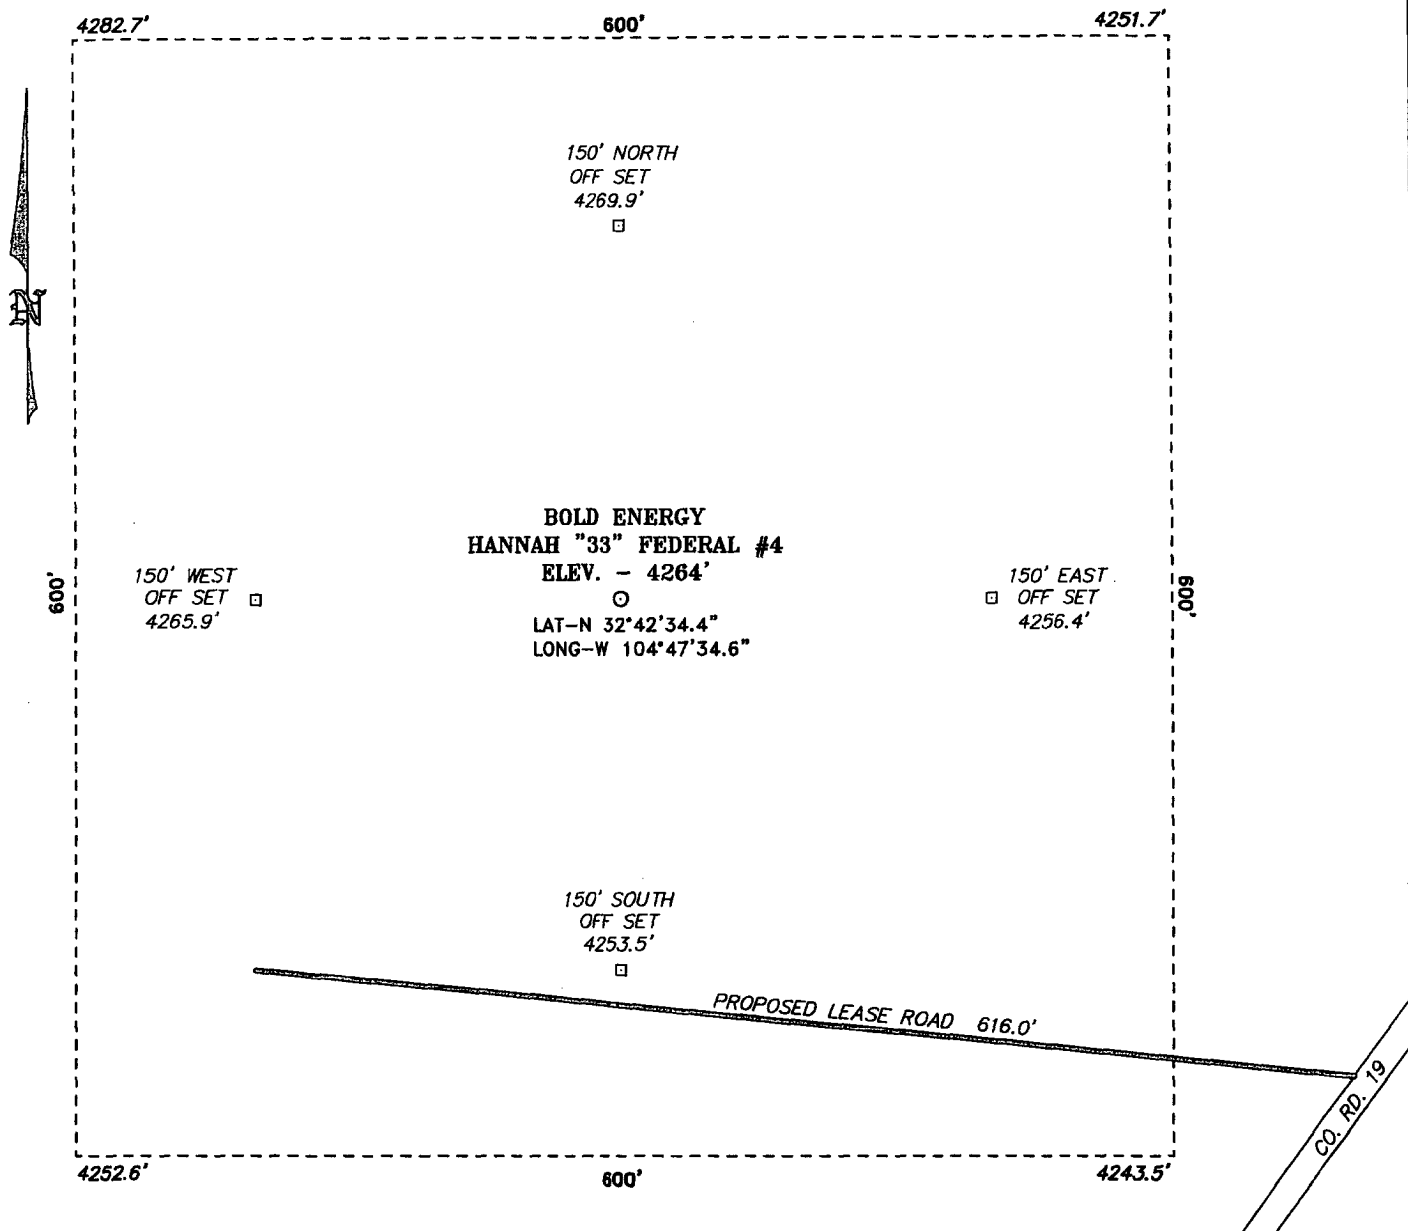 4282.7'
600'
4251.7'
150' NORTH
OFF SET
4269.9'
N
BOLD ENERGY
HANNAH "33" FEDERAL #4
ELEV. - 4264'
LAT-N 32°42'34.4"
LONG-W 104°47'34.6"
600'
150' WEST
OFF SET
4265.9'
150' EAST
OFF SET
4256.4'
600'
150' SOUTH
OFF SET
4253.5'
PROPOSED LEASE ROAD 616.0'
CO. RD. 19
4252.6'
600'
4243.5'